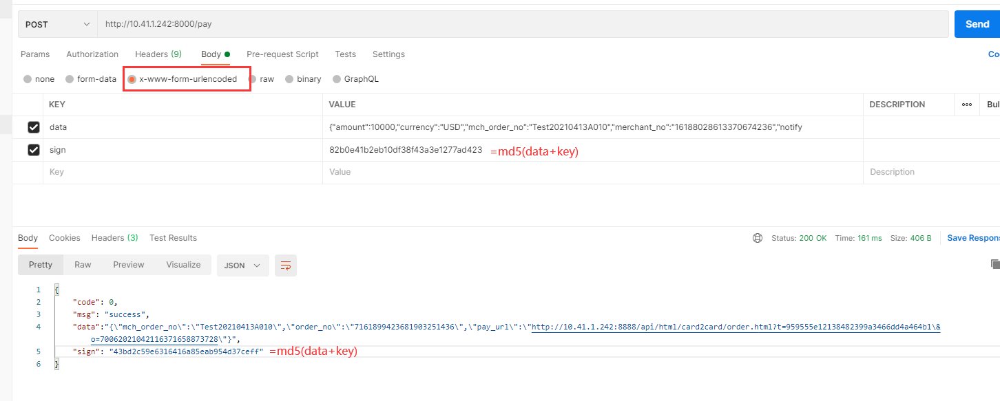 POST http://10.41.1.242:8000/pay Send
Params Authorization Headers (9) Body Pre-request Script Tests Settings
none form-data x-www-form-urlencoded raw binary GraphQL
KEY VALUE DESCRIPTION ooo Bul
data {"amount":10000,"currency":"USD","mch_order_no":"Test20210413A010","merchant_no":"16188028613370674236","notify
sign 82b0e41b2eb10df38f43a3e1277ad423 =md5(data+key)
Key Value Description
Body Cookies Headers (3) Test Results Status: 200 OK Time: 161 ms Size: 406 B Save Respon
Pretty Raw Preview Visualize JSON
1 {
2 "code": 0,
3 "msg": "success",
4 "data":"{\"mch_order_no\":\"Test20210413A010\",\"order_no\":\"7161899423681903251436\",\"pay_url\":\"http://10.41.1.242:8888/api/html/card2card/order.html?t=959555e12138482399a3466dd4a464b1\&
o=70062021042116371658873728\"}",
5 "sign": "43bd2c59e6316416a85eab954d37ceff" =md5(data+key)
6 }